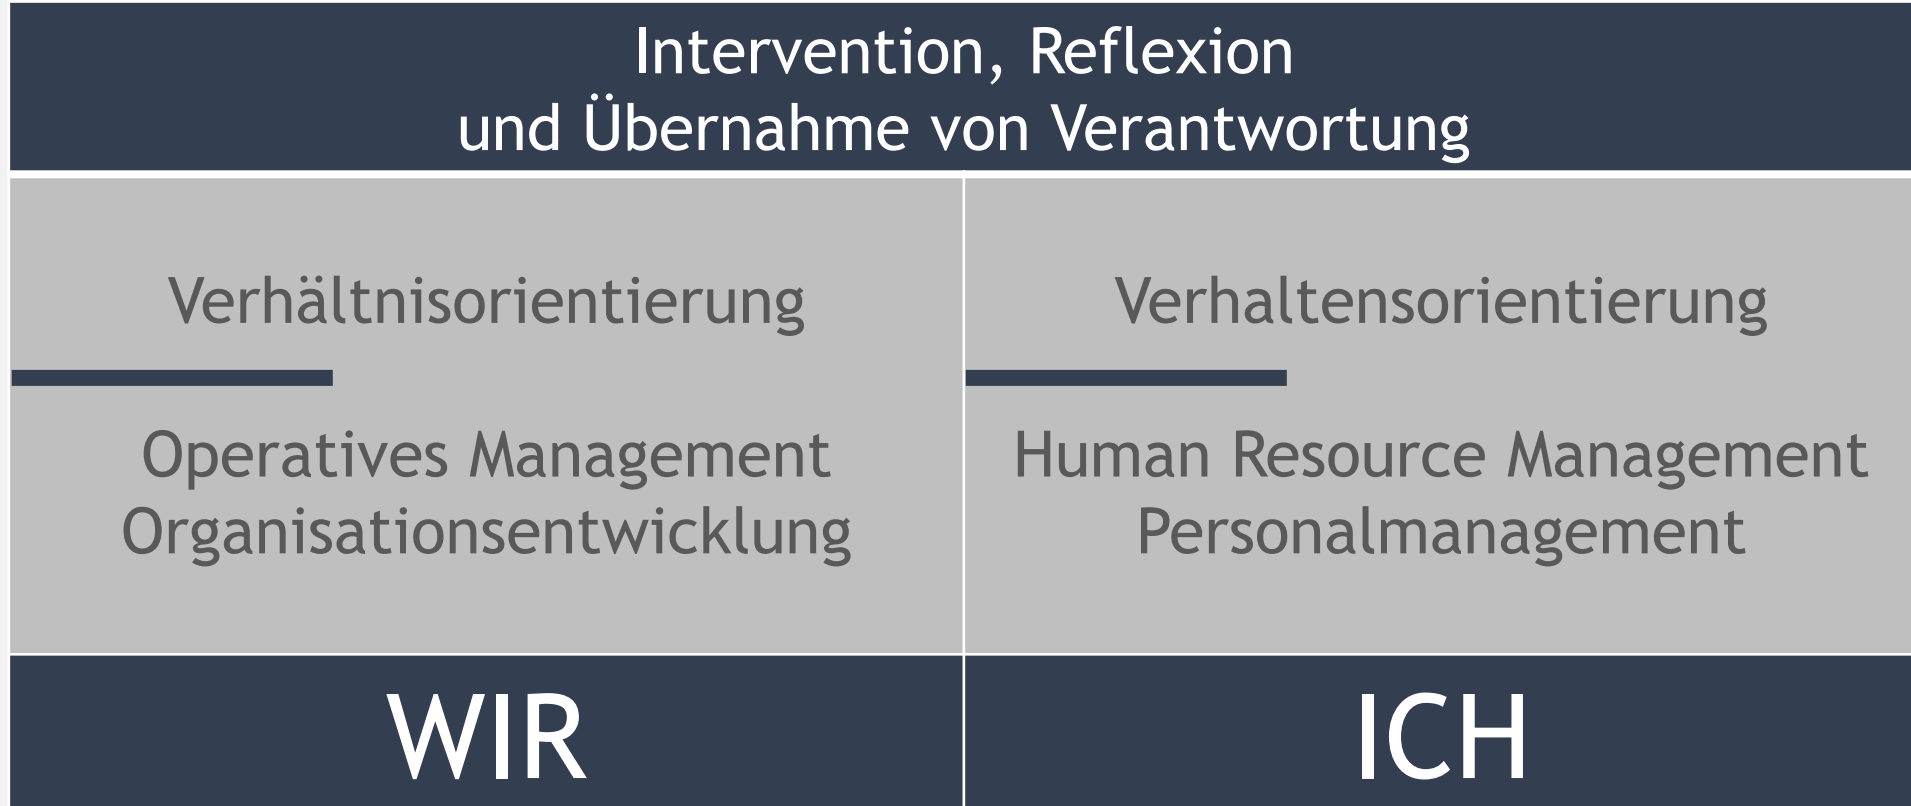 Intervention, Reflexion
und Übernahme von Verantwortung
Verhältnisorientierung
Operatives Management
Organisationsentwicklung
Verhaltensorientierung
Human Resource Management
Personalmanagement
WIR
ICH